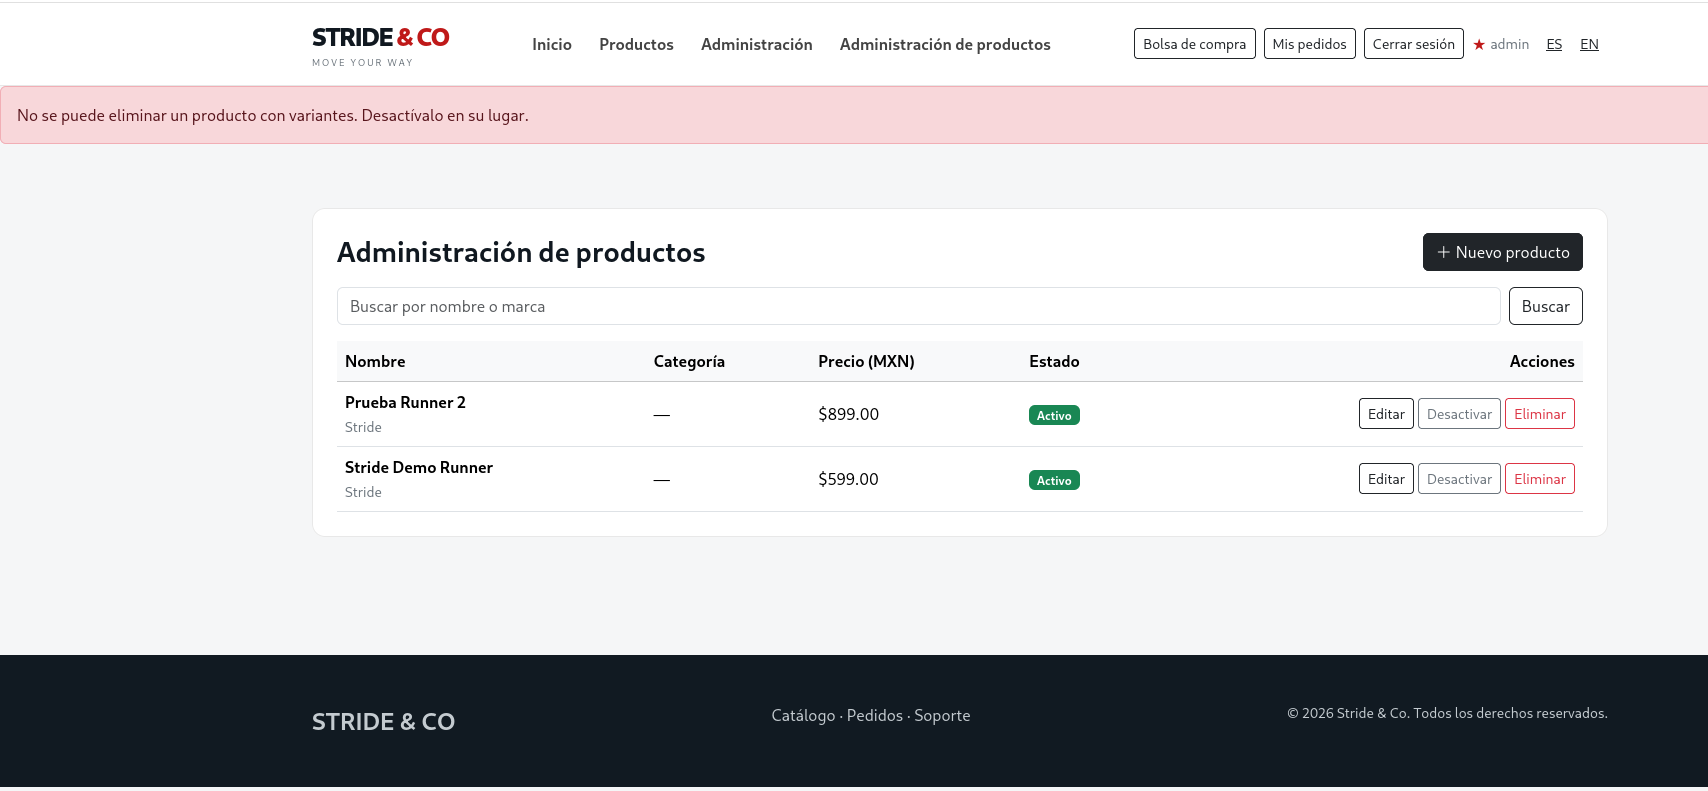 STRIDE & CO
MOVE YOUR WAY
Inicio Productos Administración Administración de productos
Bolsa de compra Mis pedidos Cerrar sesión ★ admin ES EN
No se puede eliminar un producto con variantes. Desactívalo en su lugar.
Administración de productos
+ Nuevo producto
Buscar por nombre o marca Buscar
Nombre Categoría Precio (MXN) Estado Acciones
Prueba Runner 2
Stride
— $899.00 Activo Editar Desactivar Eliminar
Stride Demo Runner
Stride
— $599.00 Activo Editar Desactivar Eliminar
STRIDE & CO
Catálogo · Pedidos · Soporte
© 2026 Stride & Co. Todos los derechos reservados.